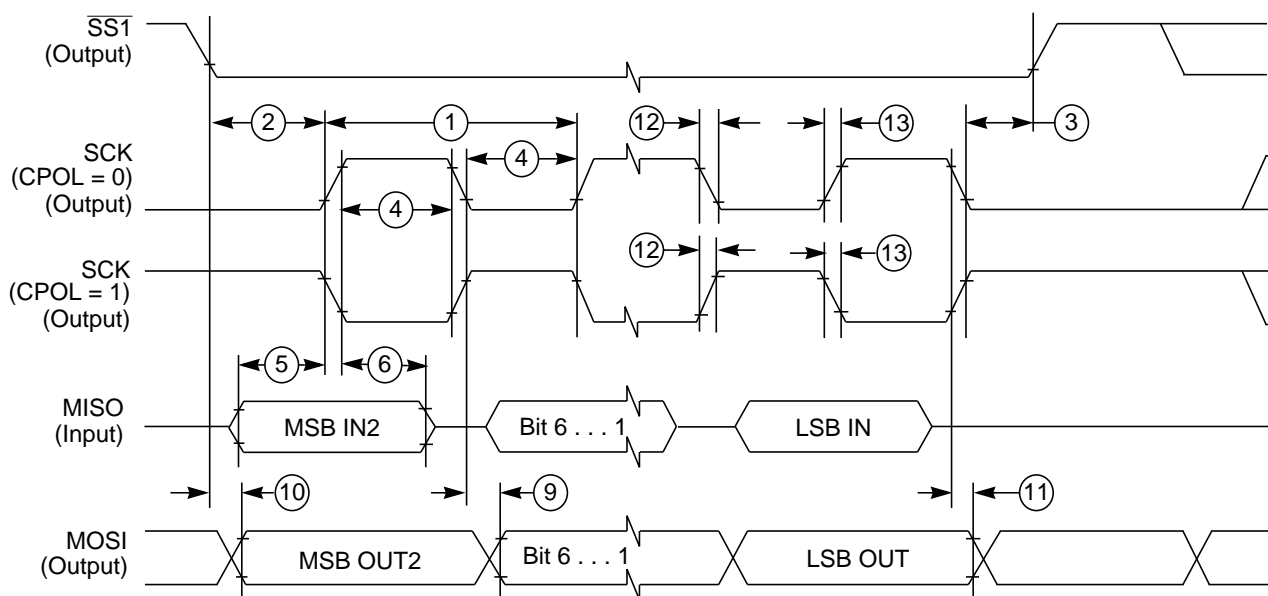 SS1
(Output)
2
1
12
13
3
SCK
(CPOL = 0)
(Output)
4
4
SCK
(CPOL = 1)
(Output)
12
13
5
6
MISO
(Input)
MSB IN2
Bit 6 . . . 1
LSB IN
10
9
11
MOSI
(Output)
MSB OUT2
Bit 6 . . . 1
LSB OUT